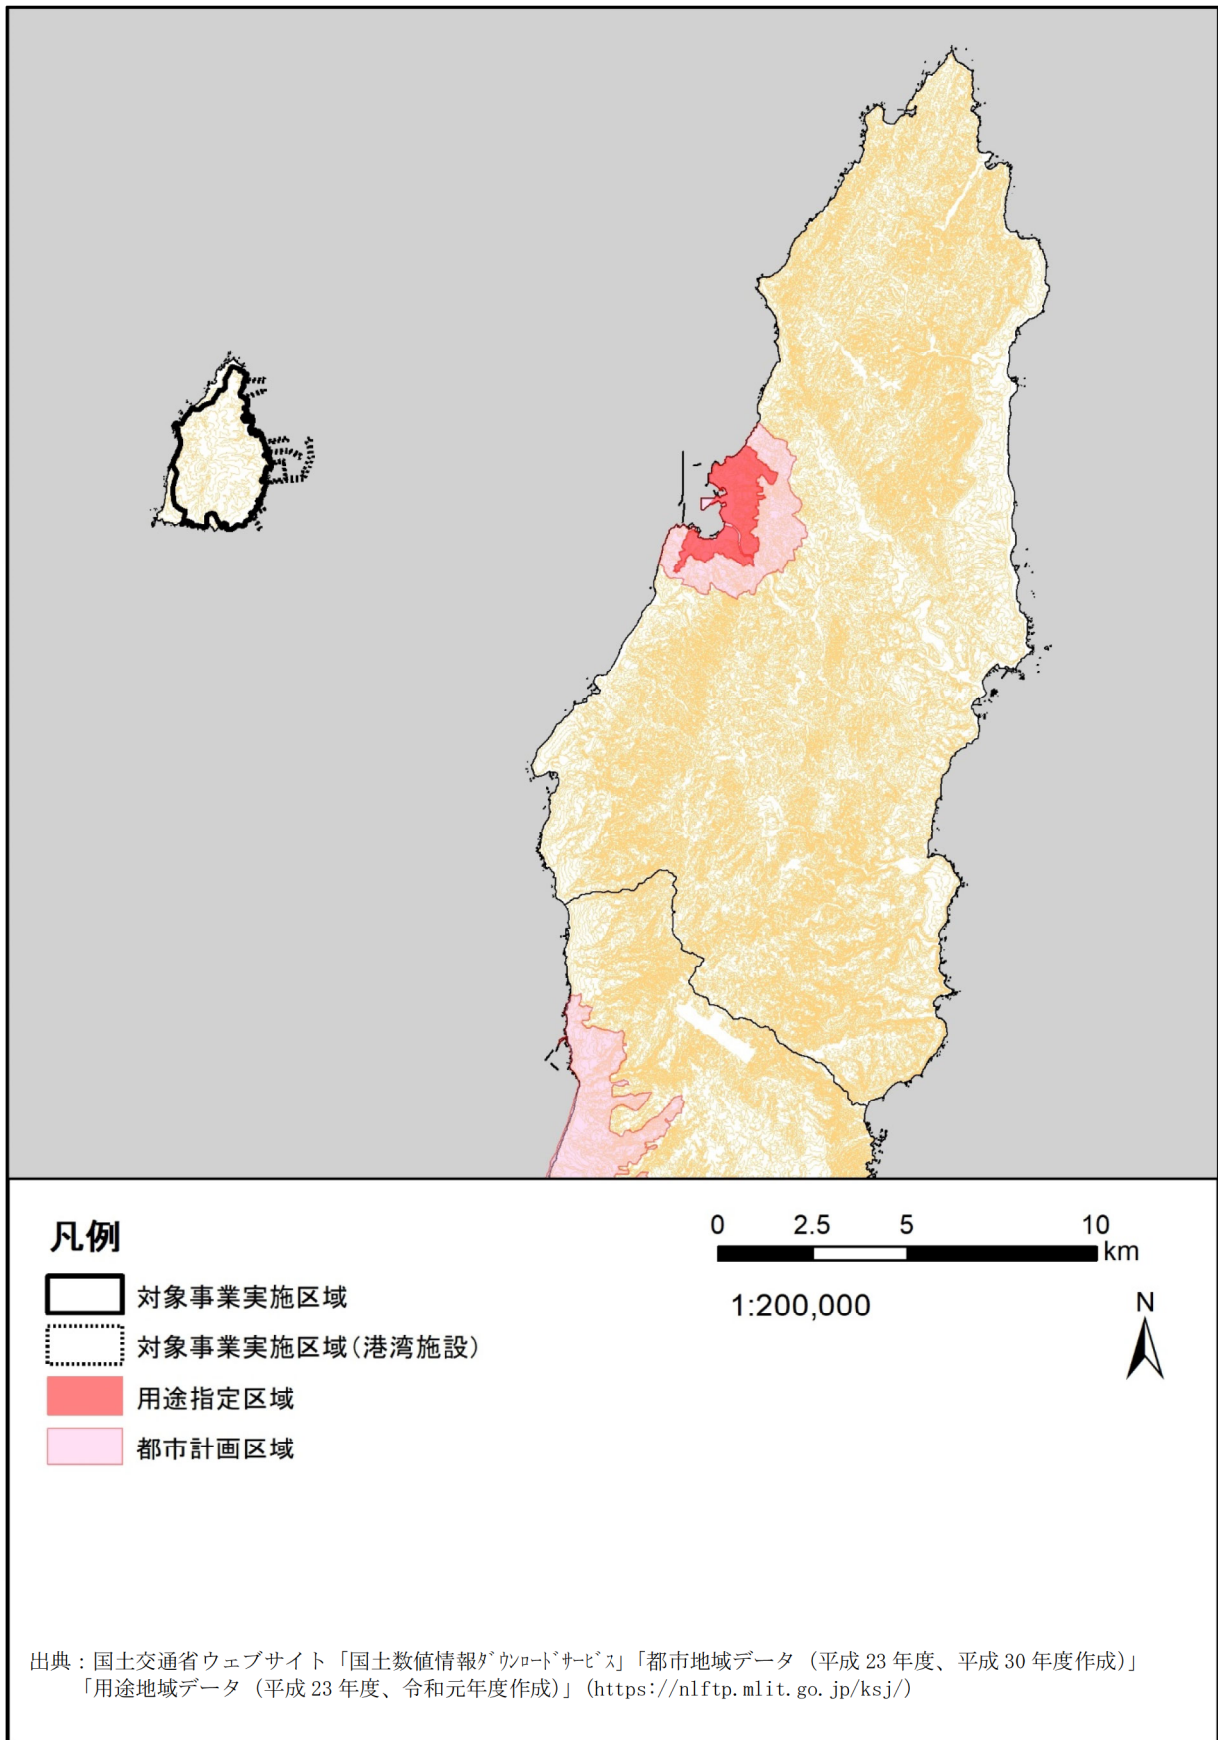 凡例
対象事業実施区域
対象事業実施区域(港湾施設)
用途指定区域
都市計画区域
0 2.5 5 10
km
1:200,000
N
出典：国土交通省ウェブサイト「国土数値情報ﾀﾞｳﾝﾛｰﾄﾞｻｰﾋﾞｽ」「都市地域データ（平成 23 年度、平成 30 年度作成）」
「用途地域データ（平成 23 年度、令和元年度作成）」(https://nlftp.mlit.go.jp/ksj/)